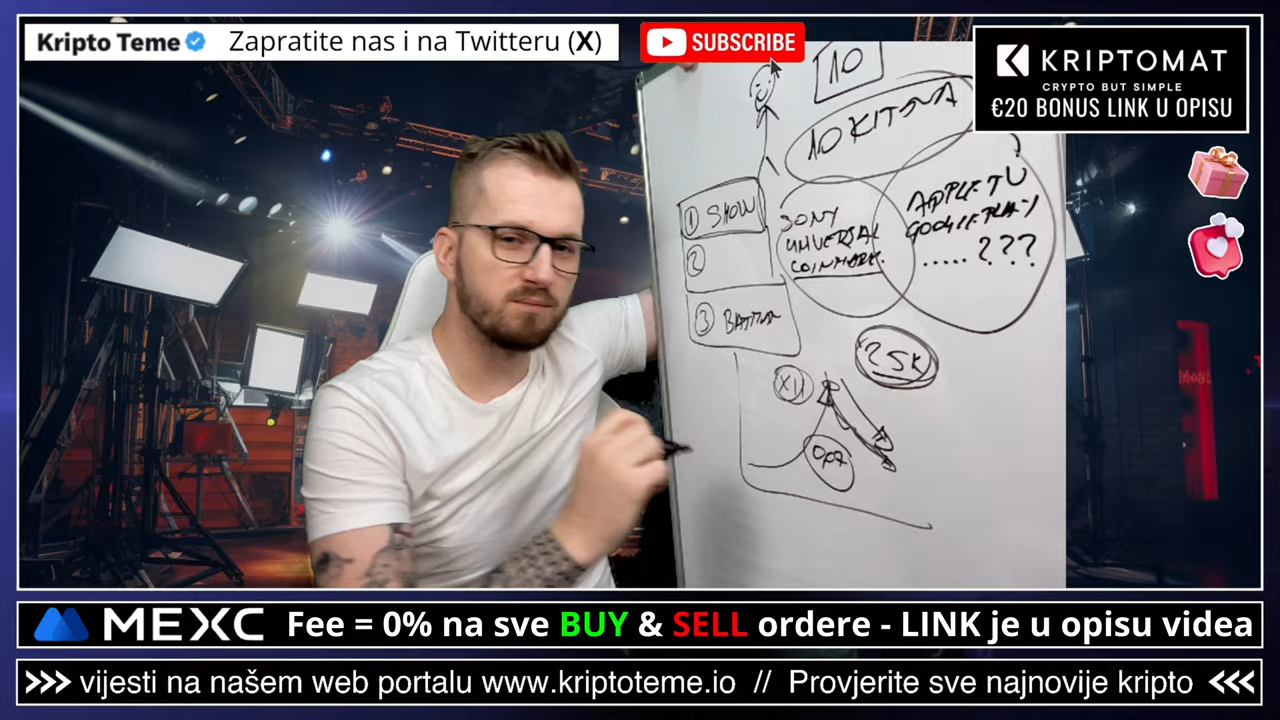 Kripto Teme
Zapratite nas i na Twitteru (X)
SUBSCRIBE
KRIPTOMAT
CRYPTO BUT SIMPLE
€20 BONUS LINK U OPISU
10
10 KITOVA
1 SHOW
2
3
SONY
UNIVERSAL
COINMARK.
APPLE TV
GOOGLE PLAY
..... ???
25K
MEXC Fee = 0% na sve BUY & SELL ordere - LINK je u opisu videa
>>> vijesti na našem web portalu www.kriptoteme.io // Provjerite sve najnovije kripto <<<